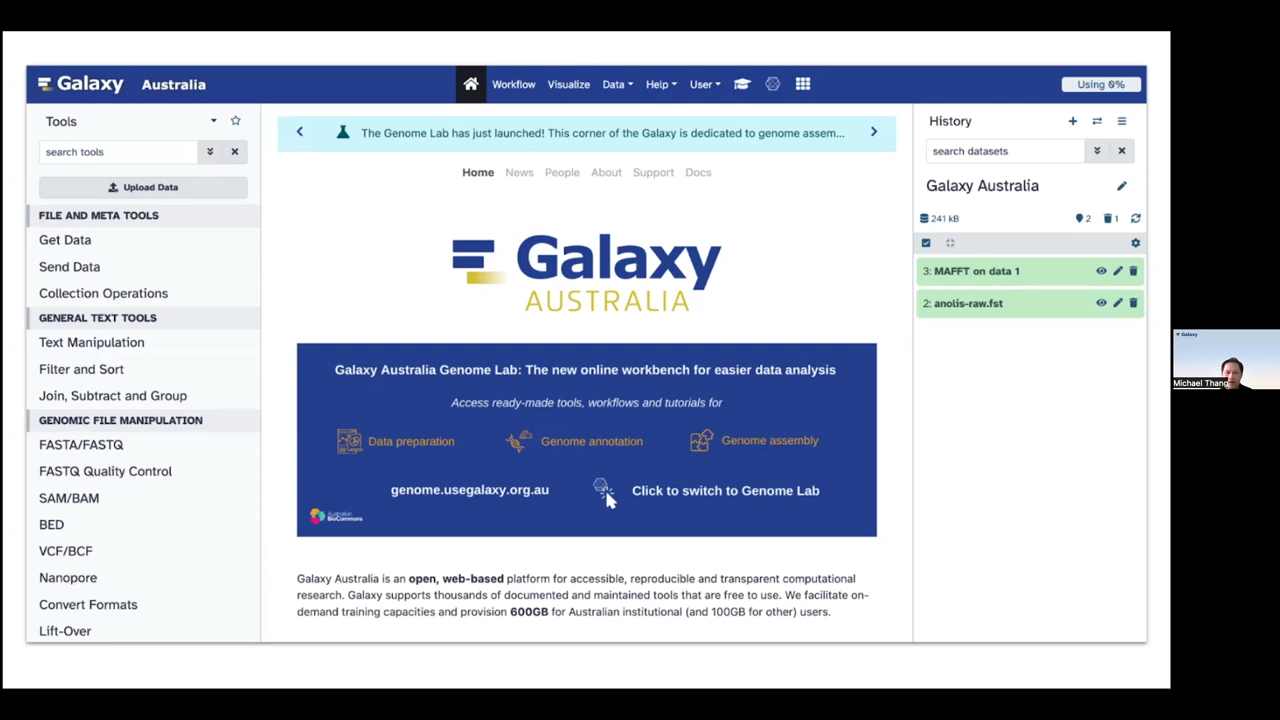 Galaxy Australia
Workflow Visualize Data Help User
Using 0%
Tools
search tools
Upload Data
FILE AND META TOOLS
Get Data
Send Data
Collection Operations
GENERAL TEXT TOOLS
Text Manipulation
Filter and Sort
Join, Subtract and Group
GENOMIC FILE MANIPULATION
FASTA/FASTQ
FASTQ Quality Control
SAM/BAM
BED
VCF/BCF
Nanopore
Convert Formats
Lift-Over
The Genome Lab has just launched! This corner of the Galaxy is dedicated to genome assem...
Home News People About Support Docs
Galaxy
AUSTRALIA
Galaxy Australia Genome Lab: The new online workbench for easier data analysis
Access ready-made tools, workflows and tutorials for
Data preparation Genome annotation Genome assembly
genome.usegalaxy.org.au Click to switch to Genome Lab
Australian
BioCommons
Galaxy Australia is an open, web-based platform for accessible, reproducible and transparent computational
research. Galaxy supports thousands of documented and maintained tools that are free to use. We facilitate on-
demand training capacities and provision 600GB for Australian institutional (and 100GB for other) users.
History
search datasets
Galaxy Australia
241 kB 2 1
3: MAFFT on data 1
2: anolis-raw.fst
Galaxy
Michael Thang